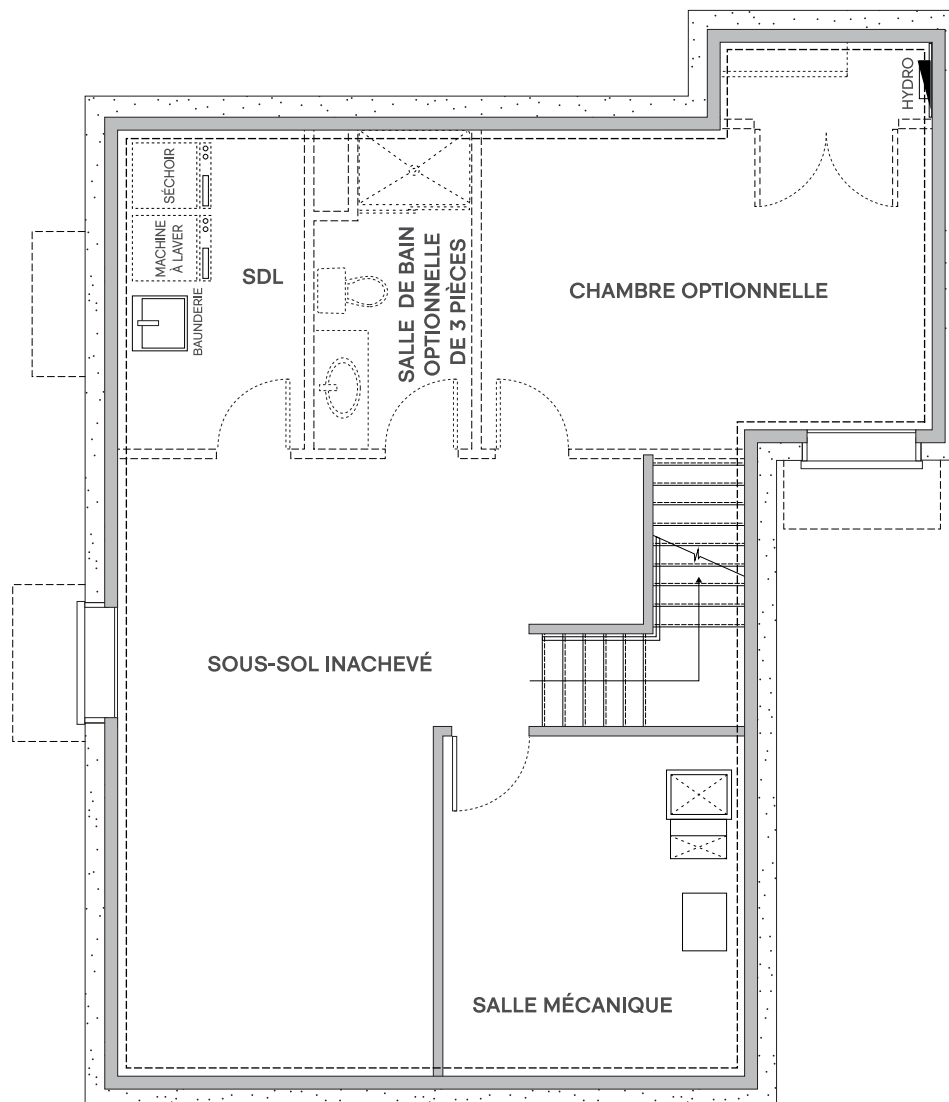 HYDRO
SÉCHOIR
MACHINE
À LAVER
SDL
BAUNDERIE
SALLE DE BAIN
OPTIONNELLE
DE 3 PIÈCES
CHAMBRE OPTIONNELLE
SOUS-SOL INACHEVÉ
SALLE MÉCANIQUE